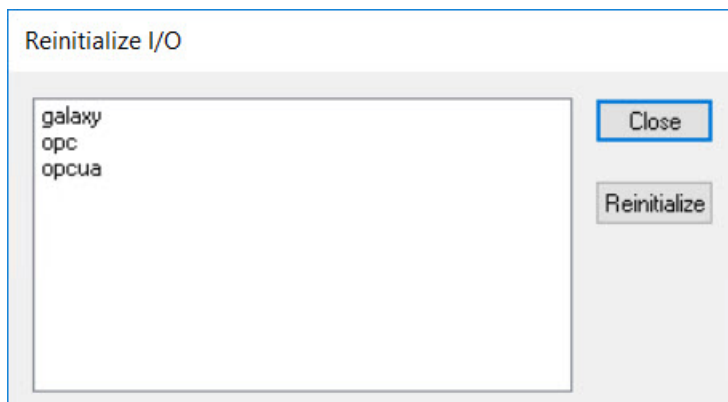 Reinitialize I/O
galaxy
opc
opcua
Close
Reinitialize